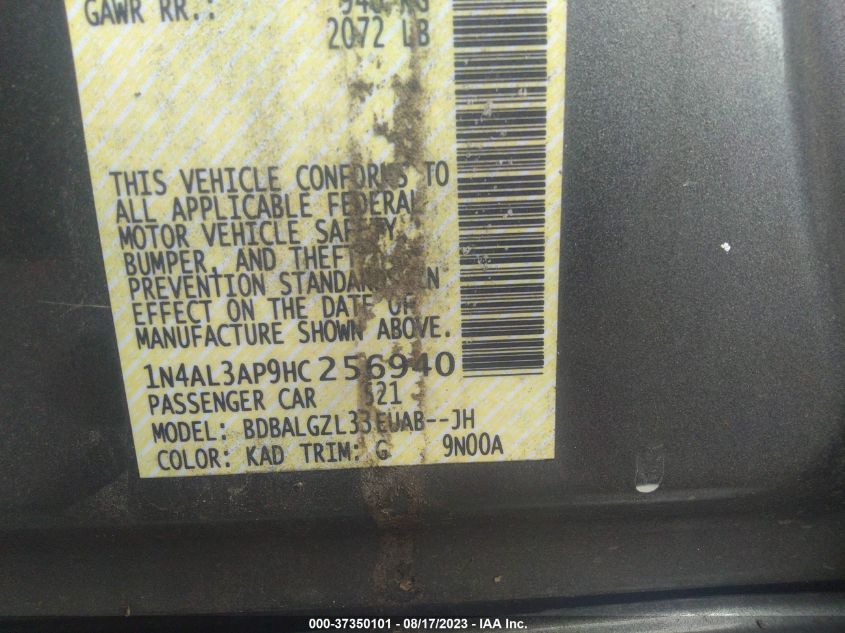 GAWR RR.:
2072 LB
THIS VEHICLE CONFORMS TO
ALL APPLICABLE FEDERAL
MOTOR VEHICLE SAFETY,
BUMPER, AND THEFT
PREVENTION STANDARDS IN
EFFECT ON THE DATE OF
MANUFACTURE SHOWN ABOVE.
1N4AL3AP9HC256940
PASSENGER CAR S21
MODEL: BDBALGZL33EUAB--JH
COLOR: KAD TRIM: G 9N00A
000-37350101 - 08/17/2023 - IAA Inc.